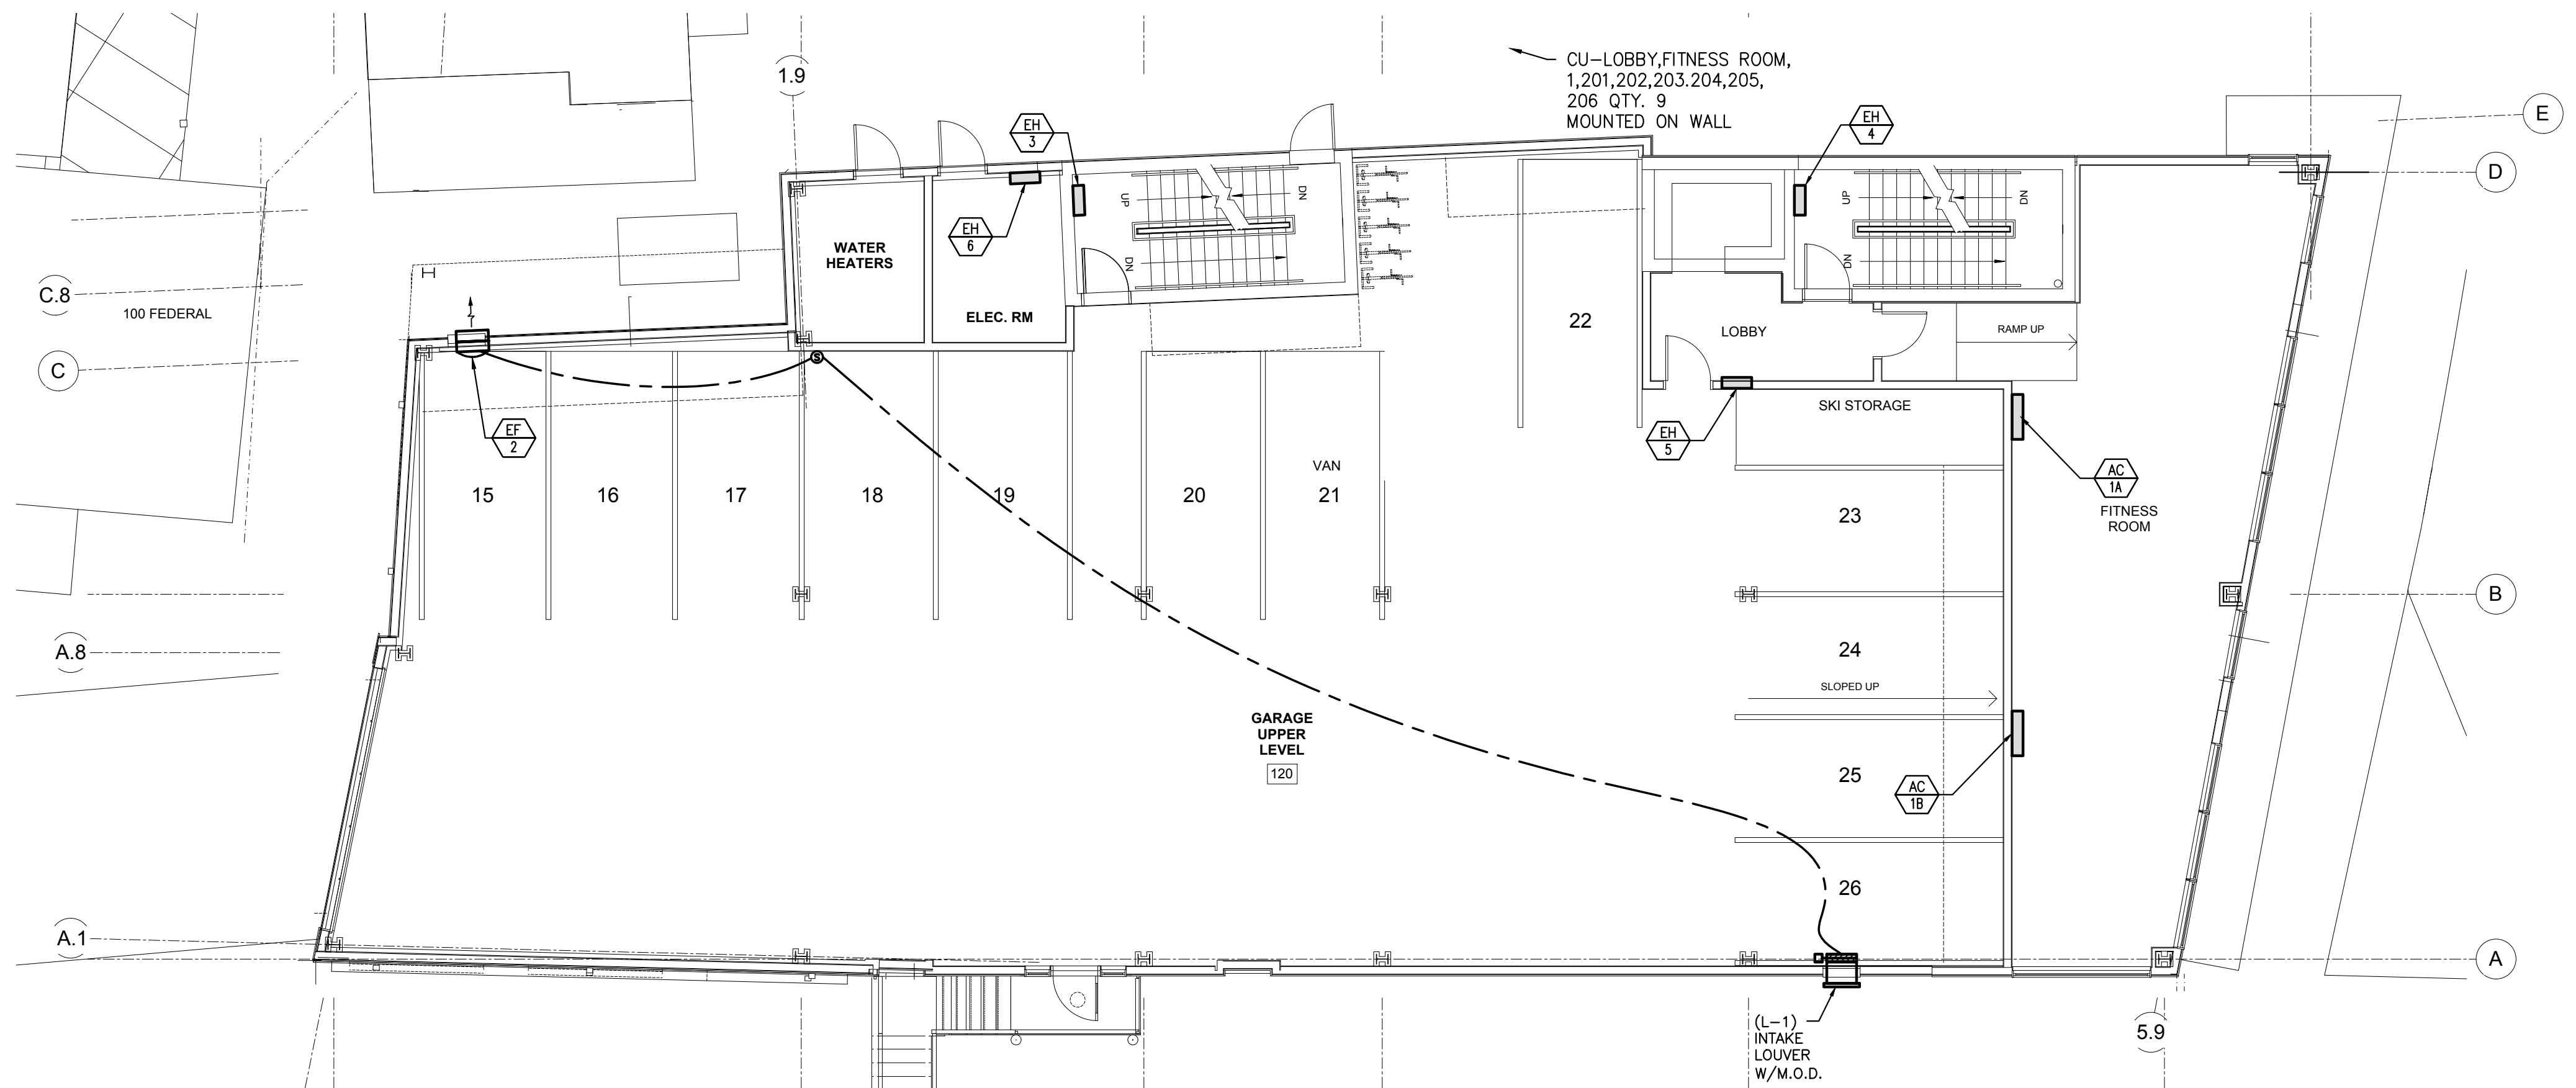 CU-LOBBY,FITNESS ROOM,
1,201,202,203.204,205,
206 QTY. 9
MOUNTED ON WALL
1.9
E
D
C.8
C
B
A.8
A.1
A
5.9
100 FEDERAL
EH
3
EH
4
EH
6
WATER
HEATERS
ELEC. RM
UP
DN
DN
UP
DN
DN
LOBBY
RAMP UP
SKI STORAGE
EH
5
EF
2
AC
1A
FITNESS
ROOM
S
15
16
17
18
19
20
VAN
21
22
23
24
SLOPED UP
25
26
AC
1B
GARAGE
UPPER
LEVEL
120
(L-1)
INTAKE
LOUVER
W/M.O.D.